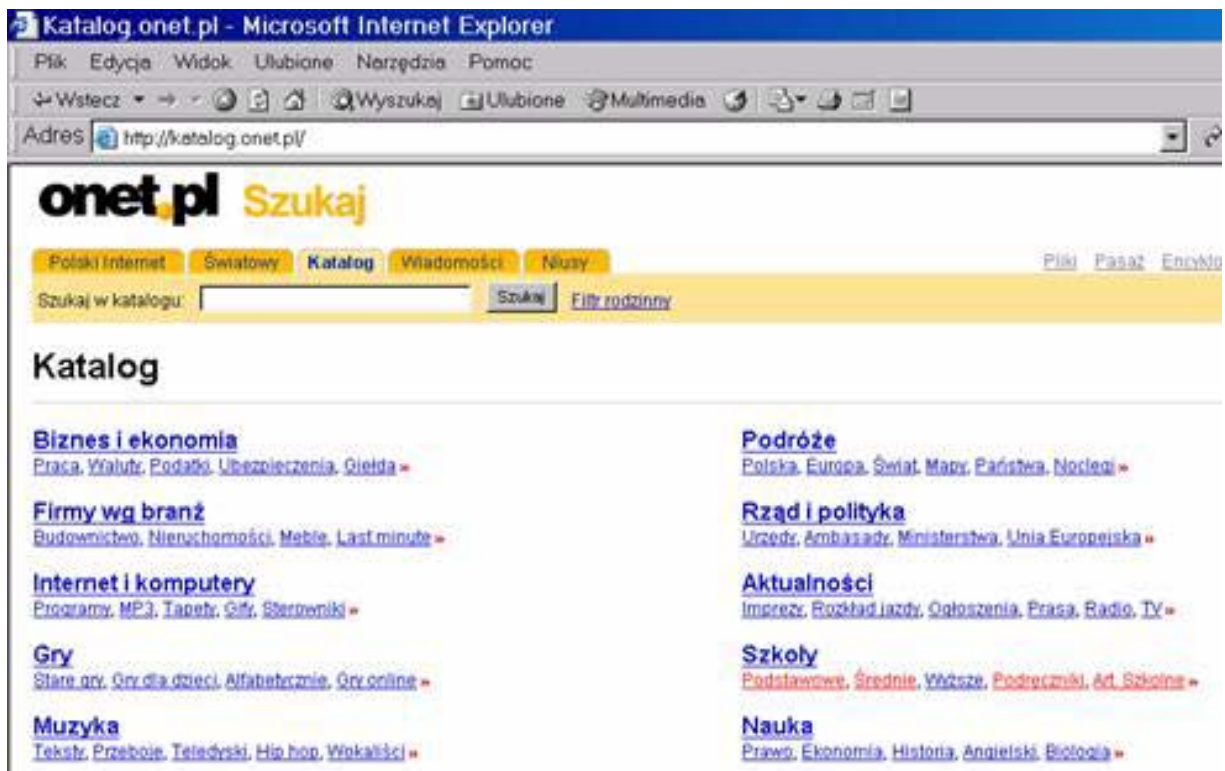 Katalog.onet.pl - Microsoft Internet Explorer
Plik Edycja Widok Ulubione Narzędzia Pomoc
Wstecz Wyszukaj Ulubione Multimedia
Adres http://katalog.onet.pl/
onet.pl Szukaj
Polski Internet Światowy Katalog Wiadomości Niusy Pliki Pasaż
Szukaj w katalogu: Szukaj Filtr rodzinny
Katalog
Biznes i ekonomia
Praca, Waluty, Podatki, Ubezpieczenia, Giełda »
Firmy wg branż
Budownictwo, Nieruchomości, Meble, Last minute »
Internet i komputery
Programy, MP3, Tapety, Gify, Sterowniki »
Gry
Stare gry, Gry dla dzieci, Alfabetycznie, Gry online »
Muzyka
Teksty, Przeboje, Teledyski, Hip hop, Wokaliści »
Podróże
Polska, Europa, Świat, Mapy, Państwa, Noclegi »
Rząd i polityka
Urzędy, Ambasady, Ministerstwa, Unia Europejska »
Aktualności
Imprezy, Rozkład jazdy, Ogłoszenia, Prasa, Radio, TV »
Szkoły
Podstawowe, Średnie, Wyższe, Podręczniki, Art. Szkolne »
Nauka
Prawo, Ekonomia, Historia, Angielski, Biologia »